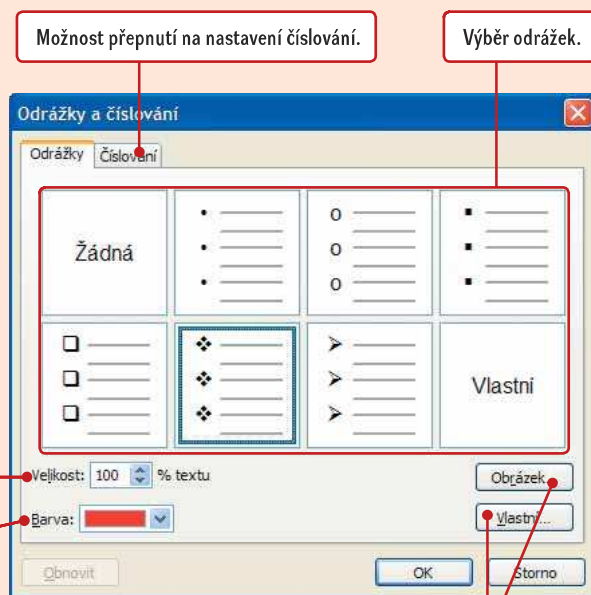 Možnost přepnutí na nastavení číslování.
Výběr odrážek.
Odrážky a číslování
Odrážky
Číslování
Žádná
Vlastní
Velikost: 100 % textu
Obrázek...
Barva:
Vlastní...
Obnovit
OK
Storno